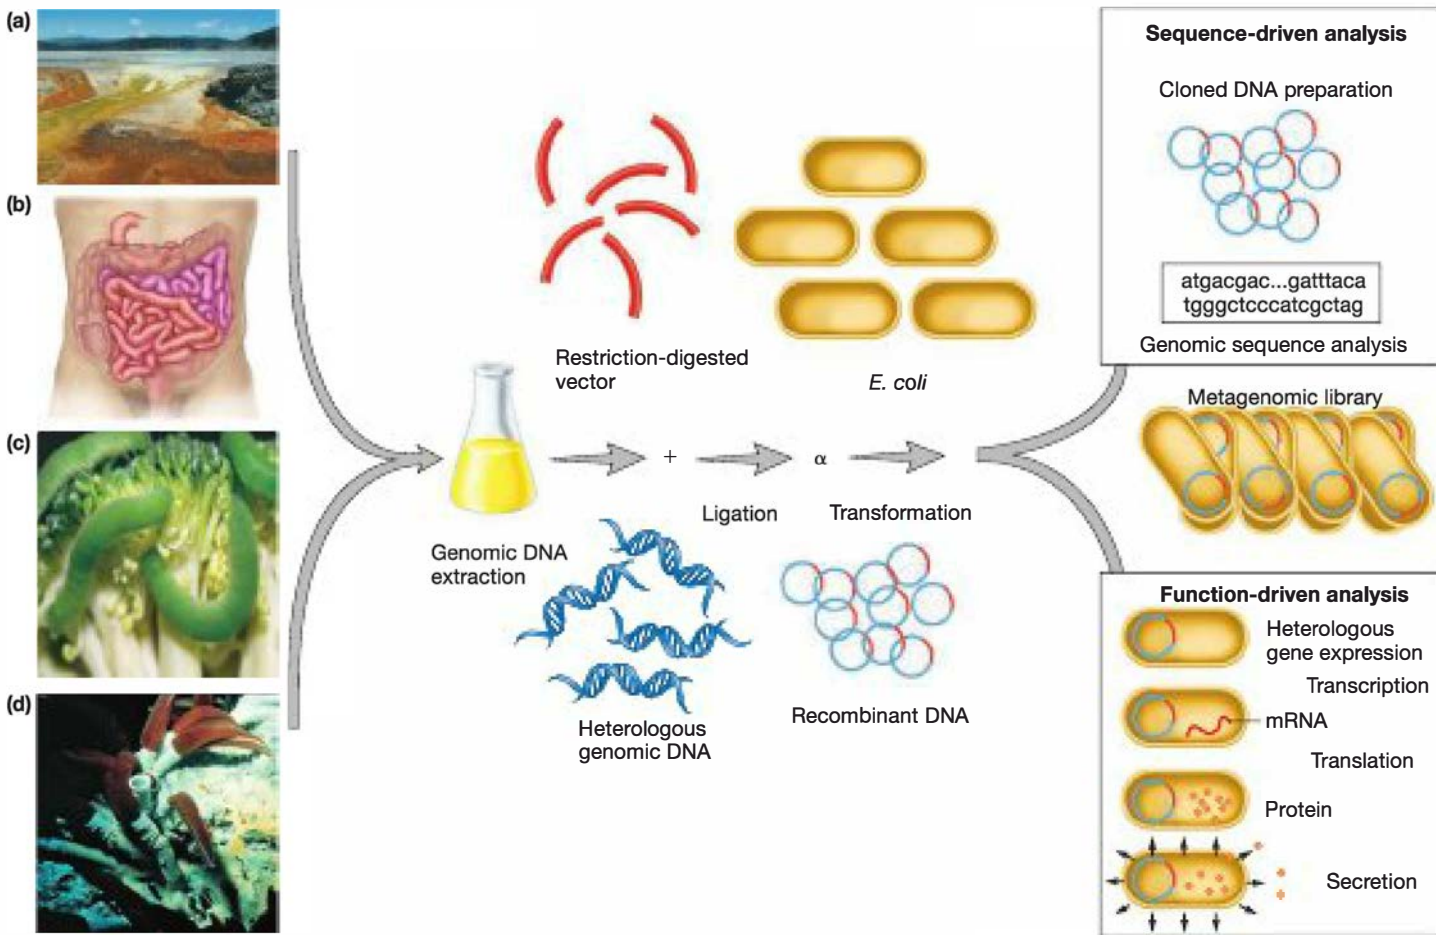 (a)
(b)
(c)
(d)
Restriction-digested
vector
E. coli
+
α
Ligation
Transformation
Genomic DNA
extraction
Heterologous
genomic DNA
Recombinant DNA
Sequence-driven analysis
Cloned DNA preparation
atgacgac...gatttaca
tgggctcccatcgctag
Genomic sequence analysis
Metagenomic library
Function-driven analysis
Heterologous
gene expression
Transcription
mRNA
Translation
Protein
Secretion